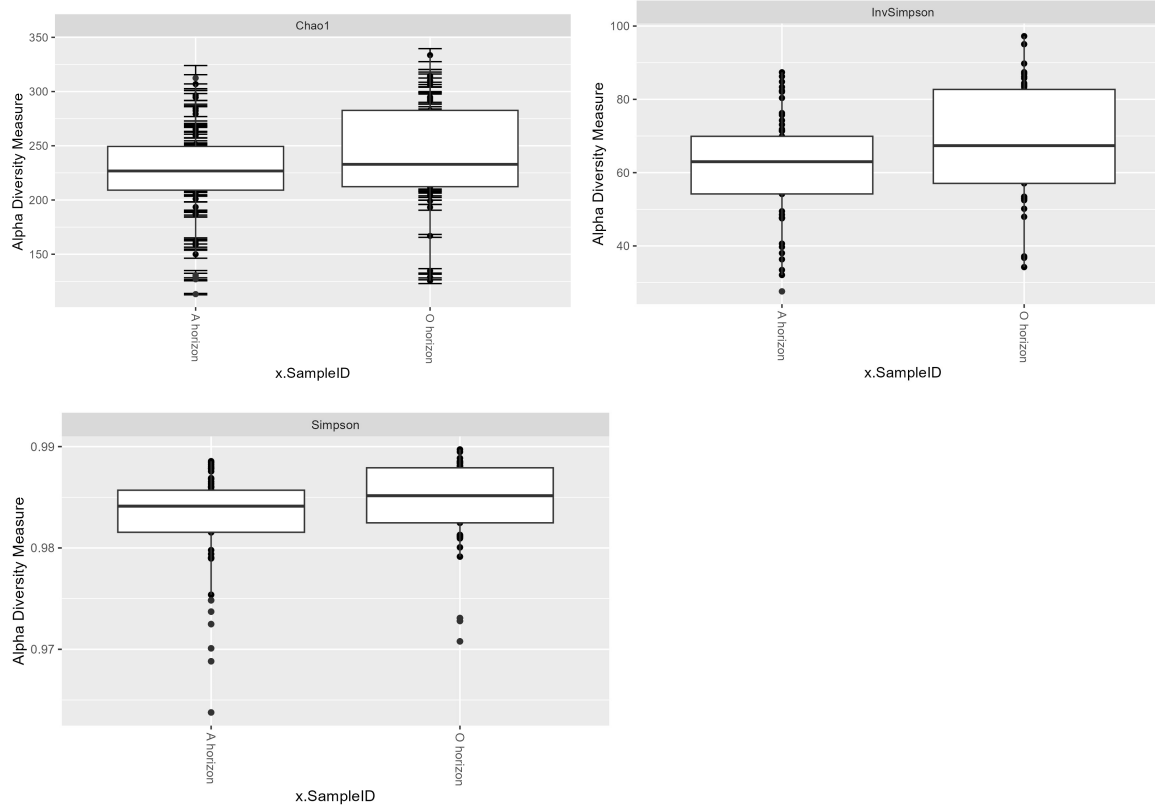 Chao1
350
300
250
200
150
Alpha Diversity Measure
A horizon
O horizon
x.SampleID
InvSimpson
100
80
60
40
Alpha Diversity Measure
A horizon
O horizon
x.SampleID
Simpson
0.99
0.98
0.97
Alpha Diversity Measure
A horizon
O horizon
x.SampleID